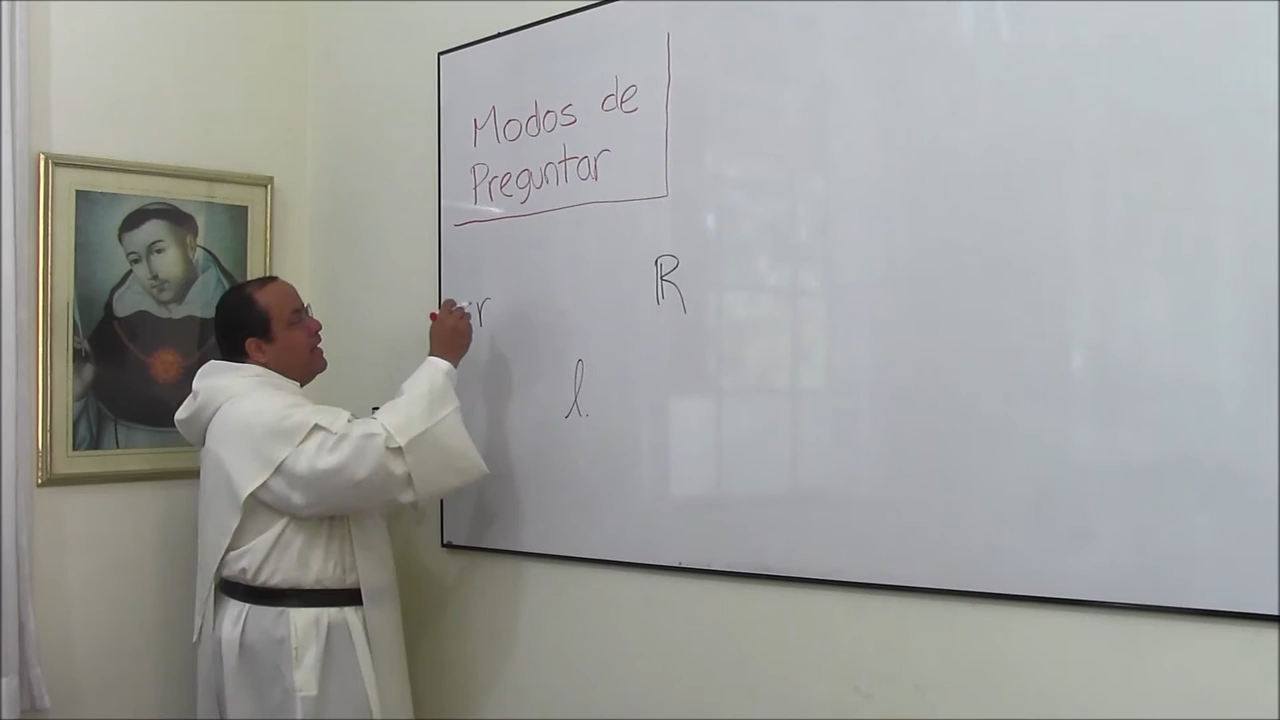 Modos de
Preguntar
ℝ
r
l.